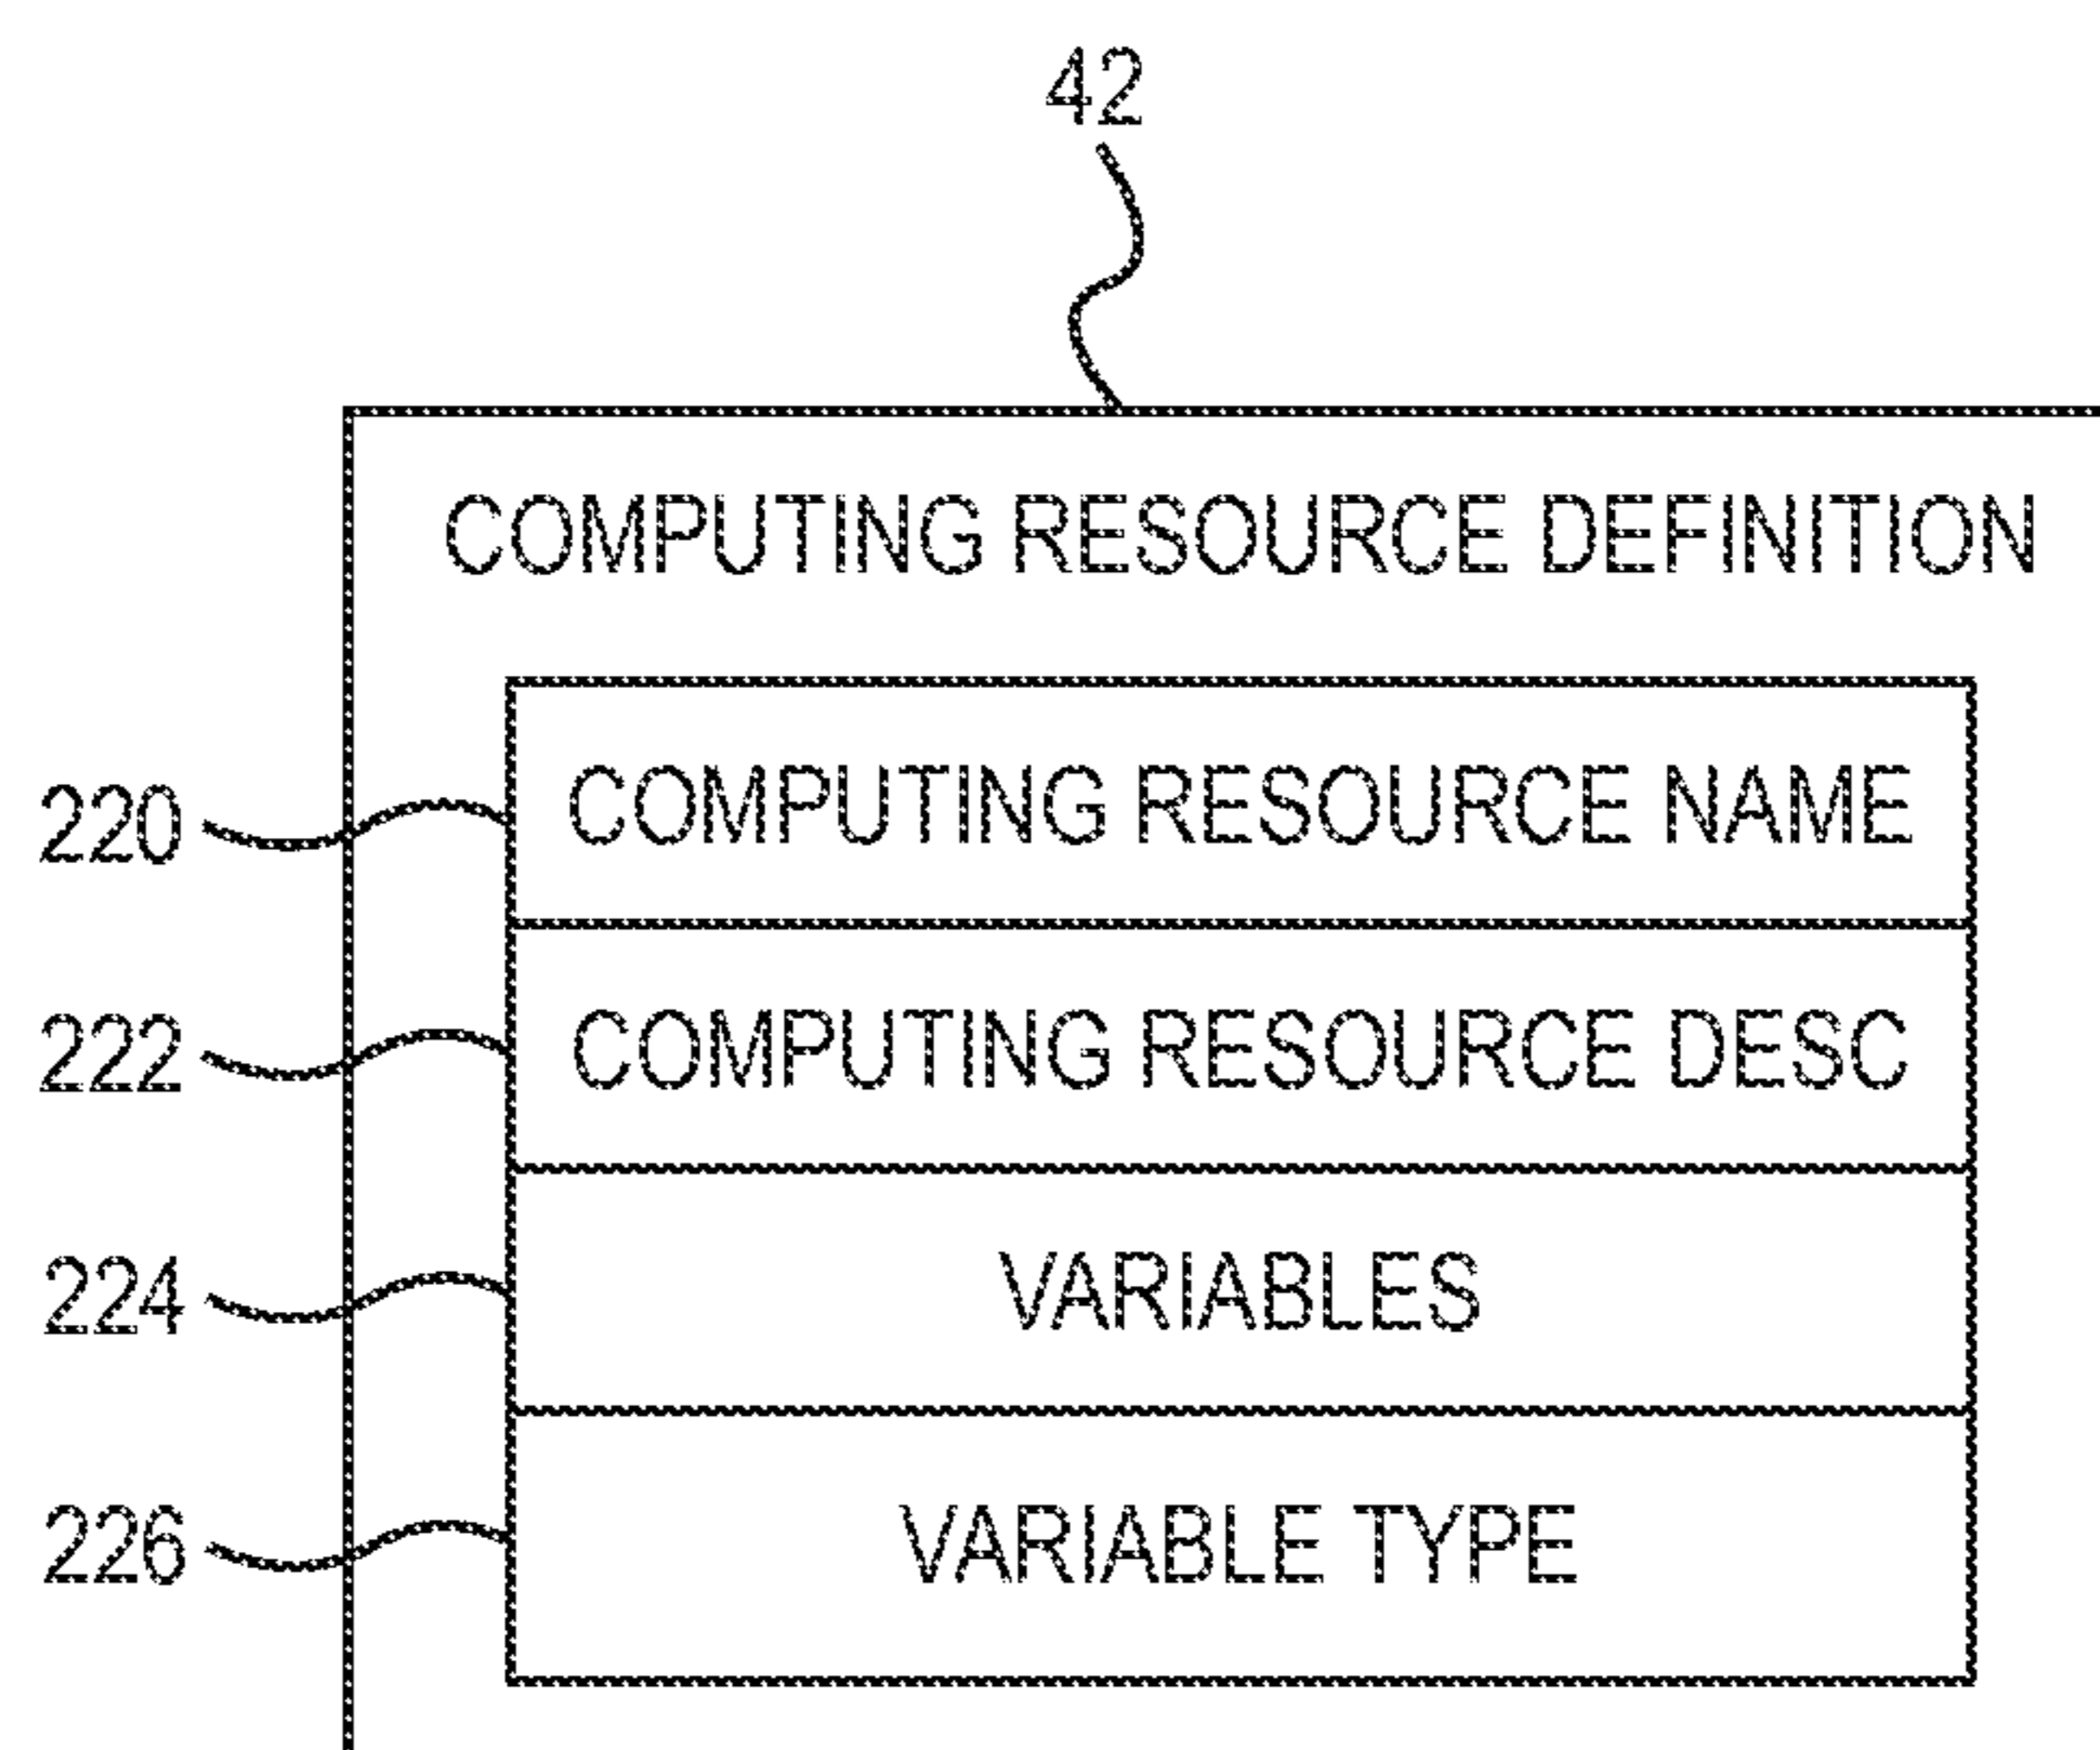 42
COMPUTING RESOURCE DEFINITION
220 COMPUTING RESOURCE NAME
222 COMPUTING RESOURCE DESC
224 VARIABLES
226 VARIABLE TYPE